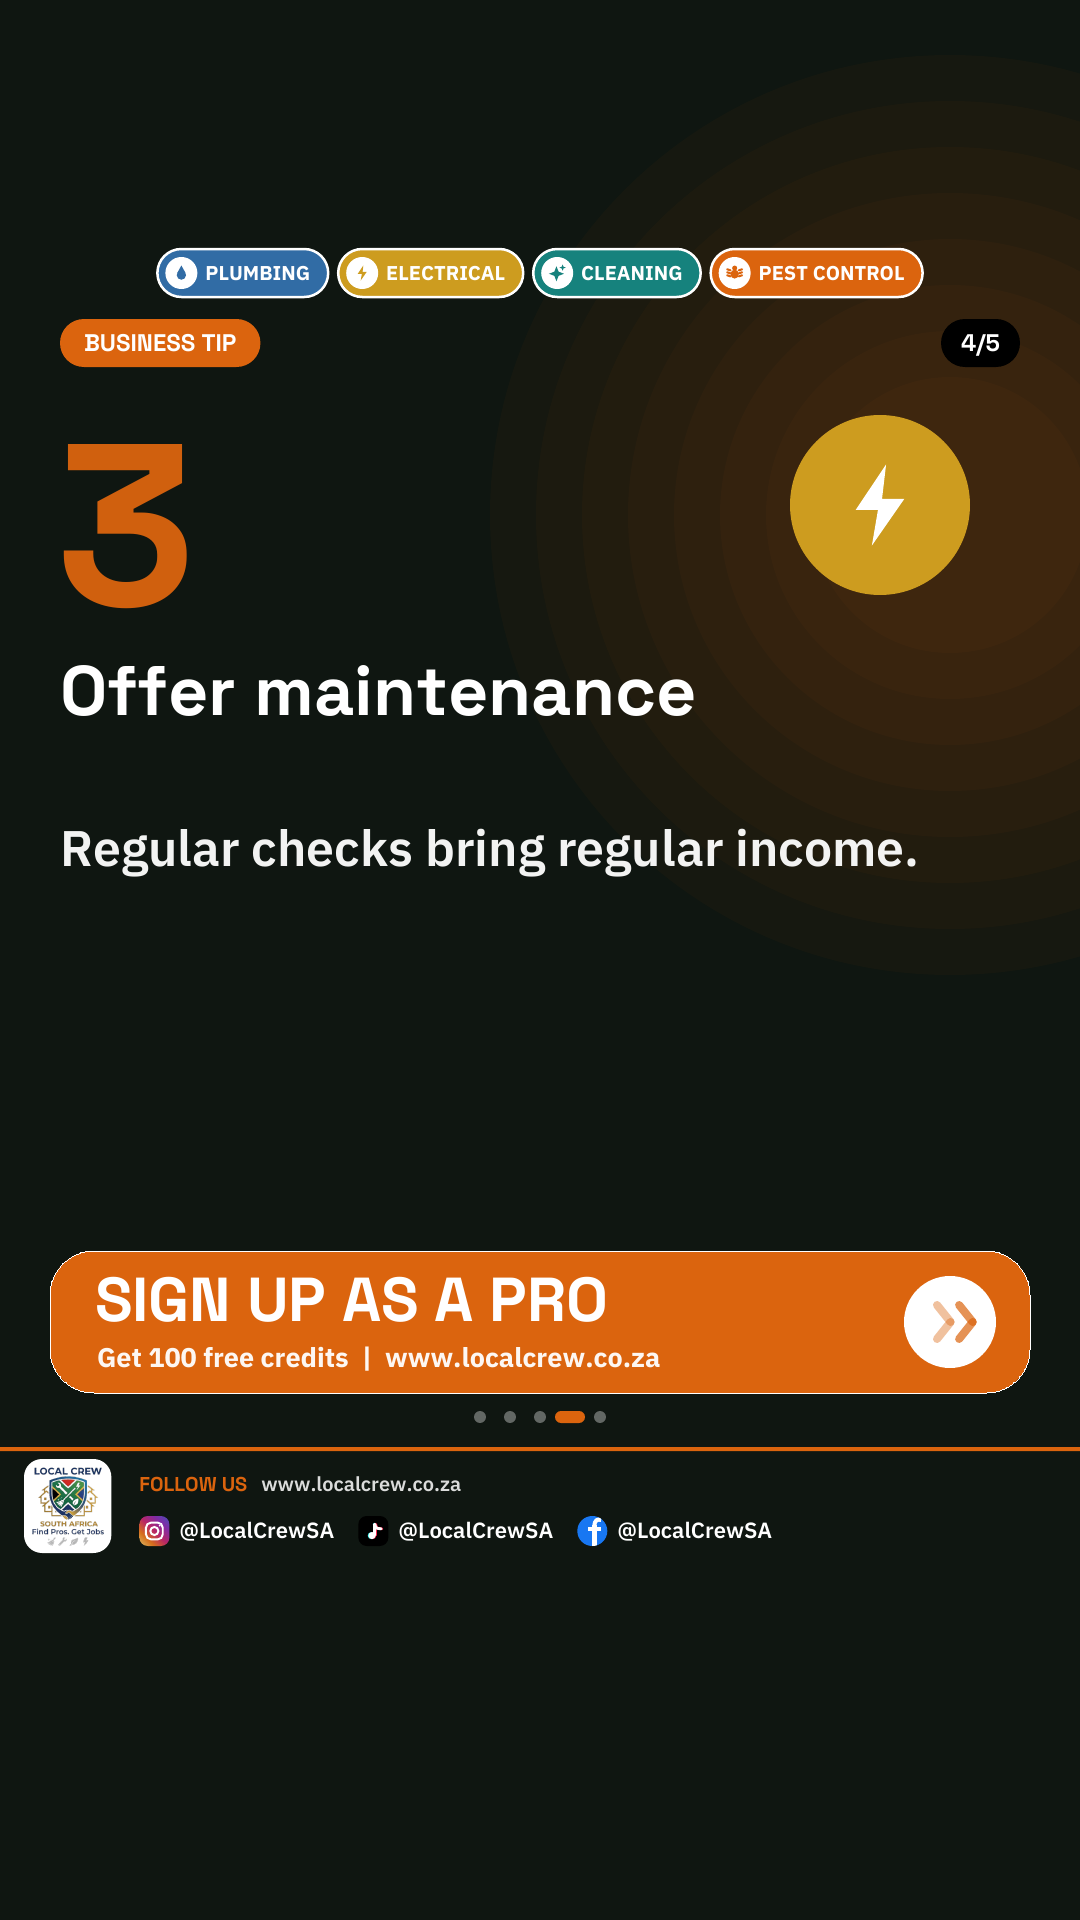 PLUMBING ELECTRICAL CLEANING PEST CONTROL
BUSINESS TIP 4/5
3
Offer maintenance
Regular checks bring regular income.
SIGN UP AS A PRO
Get 100 free credits | www.localcrew.co.za
LOCAL CREW
SOUTH AFRICA
Find Pros. Get Jobs
FOLLOW US www.localcrew.co.za
@LocalCrewSA @LocalCrewSA @LocalCrewSA